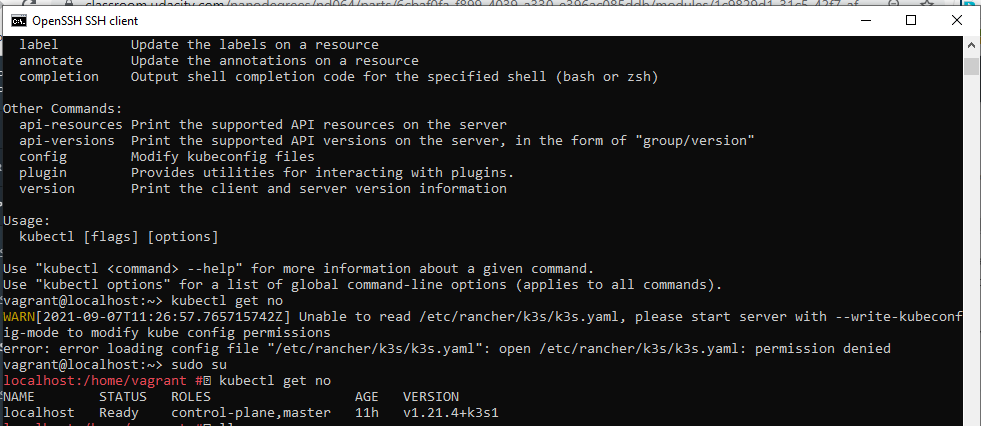 OpenSSH SSH client
label Update the labels on a resource
annotate Update the annotations on a resource
completion Output shell completion code for the specified shell (bash or zsh)
Other Commands:
api-resources Print the supported API resources on the server
api-versions Print the supported API versions on the server, in the form of "group/version"
config Modify kubeconfig files
plugin Provides utilities for interacting with plugins.
version Print the client and server version information
Usage:
kubectl [flags] [options]
Use "kubectl <command> --help" for more information about a given command.
Use "kubectl options" for a list of global command-line options (applies to all commands).
vagrant@localhost:~> kubectl get no
WARN[2021-09-07T11:26:57.765715742Z] Unable to read /etc/rancher/k3s/k3s.yaml, please start server with --write-kubeconf
ig-mode to modify kube config permissions
error: error loading config file "/etc/rancher/k3s/k3s.yaml": open /etc/rancher/k3s/k3s.yaml: permission denied
vagrant@localhost:~> sudo su
localhost:/home/vagrant # kubectl get no
NAME STATUS ROLES AGE VERSION
localhost Ready control-plane,master 11h v1.21.4+k3s1